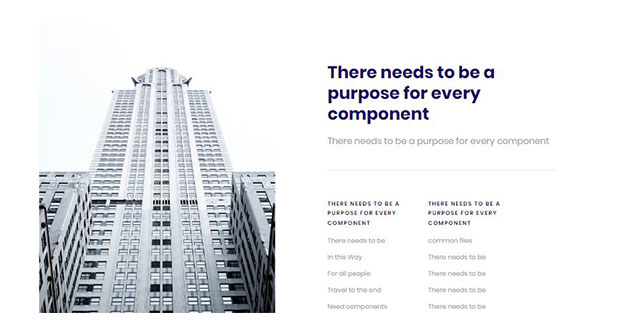 There needs to be a
purpose for every
component
There needs to be a purpose for every component
THERE NEEDS TO BE A
PURPOSE FOR EVERY
COMPONENT
There needs to be
In this Way
For all people
Travel to the end
Need components
THERE NEEDS TO BE A
PURPOSE FOR EVERY
COMPONENT
common files
There needs to be
There needs to be
There needs to be
There needs to be